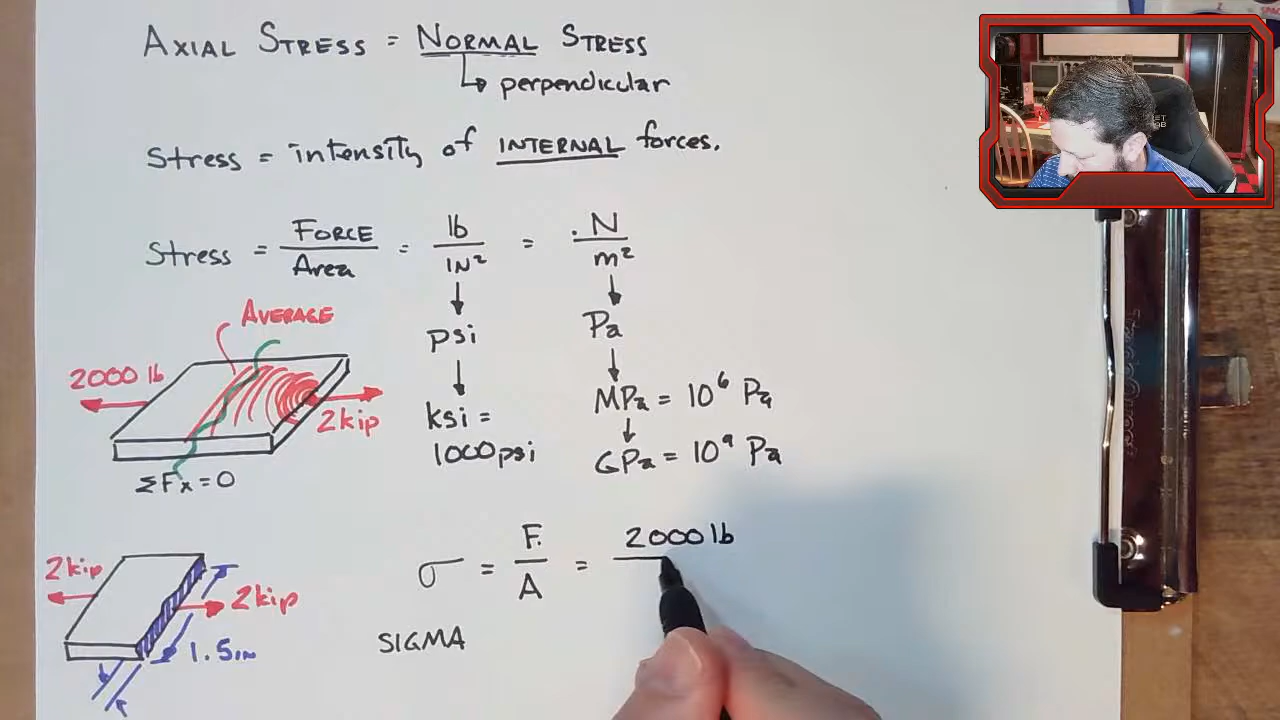 AXIAL STRESS = NORMAL STRESS
↳ perpendicular
Stress = intensity of INTERNAL forces.
Stress = FORCE / Area = lb / IN² = N / m²
↓ ↓
psi Pa
↓ ↓
ksi = 1000psi
MPa = 10⁶ Pa
↓
GPa = 10⁹ Pa
AVERAGE
2000 lb
2kip
ΣFx = 0
2kip
2kip
1.5IN
σ = F / A = 2000 lb
SIGMA